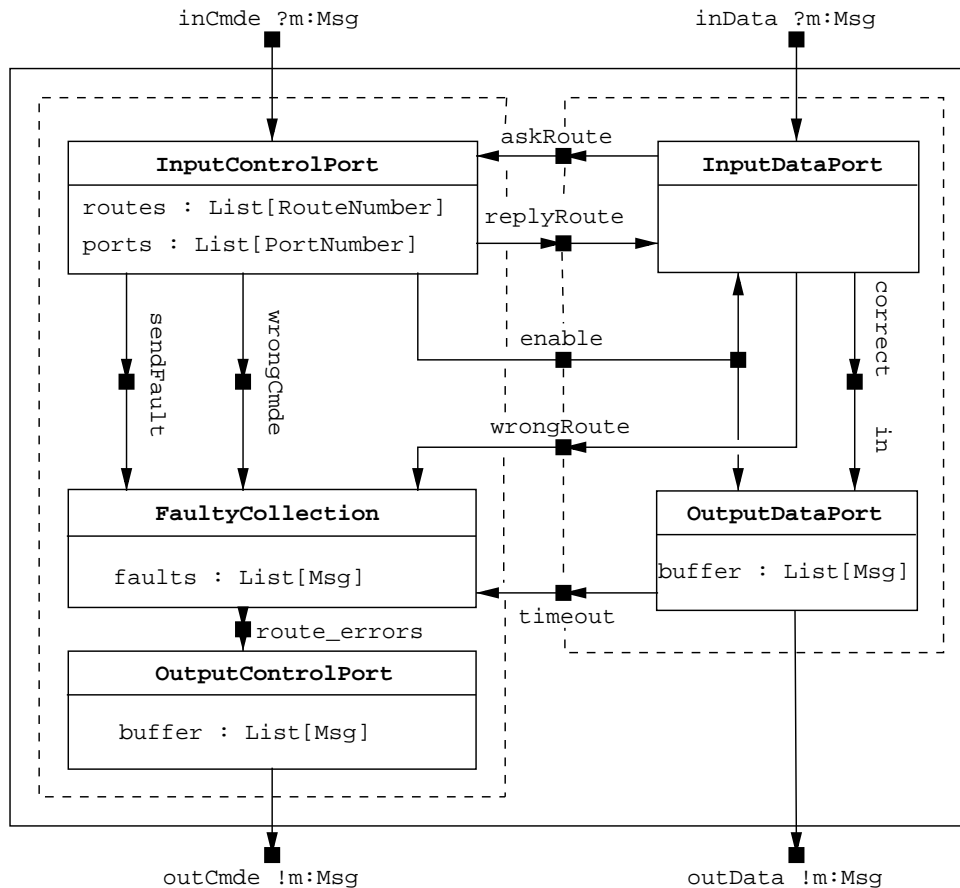 inCmde ?m:Msg
inData ?m:Msg
askRoute
InputControlPort
InputDataPort
routes : List[RouteNumber]
replyRoute
ports : List[PortNumber]
sendFault
wrongCmde
enable
correct
in
wrongRoute
FaultyCollection
OutputDataPort
faults : List[Msg]
buffer : List[Msg]
timeout
route_errors
OutputControlPort
buffer : List[Msg]
outCmde !m:Msg
outData !m:Msg